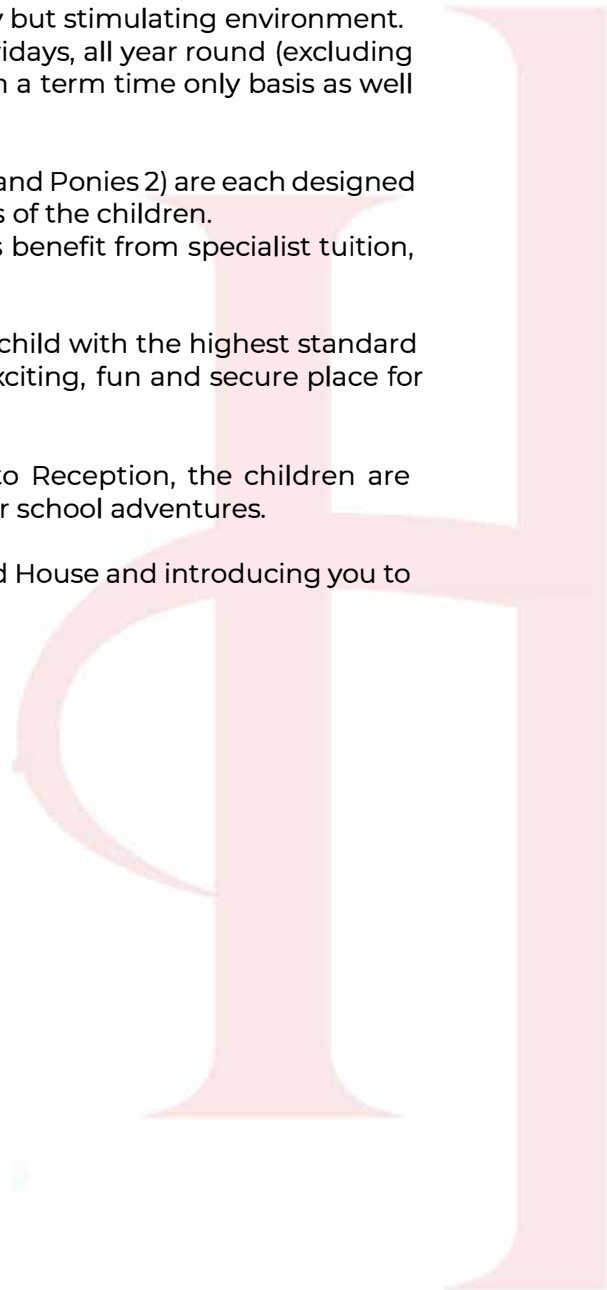 but stimulating environment.
all year round (excluding
a term time only basis as well
and Ponies 2) are each designed
of the children.
benefit from specialist tuition,
child with the highest standard
fun and secure place for
to Reception, the children are
school adventures.
House and introducing you to